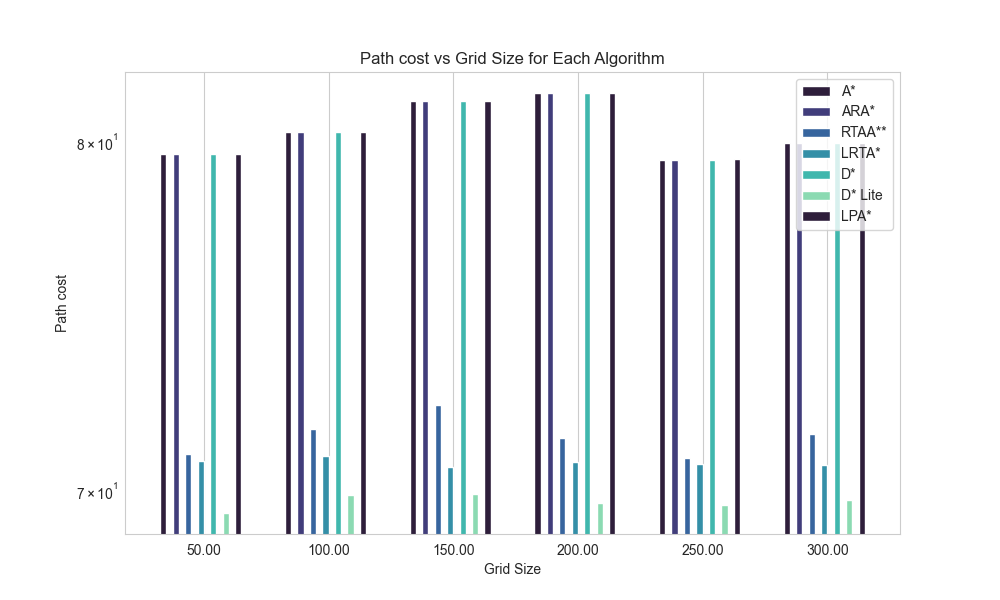 Path cost vs Grid Size for Each Algorithm
A*
ARA*
RTAA**
LRTA*
D*
D* Lite
LPA*
8 × 10¹
7 × 10¹
Path cost
50.00 100.00 150.00 200.00 250.00 300.00
Grid Size